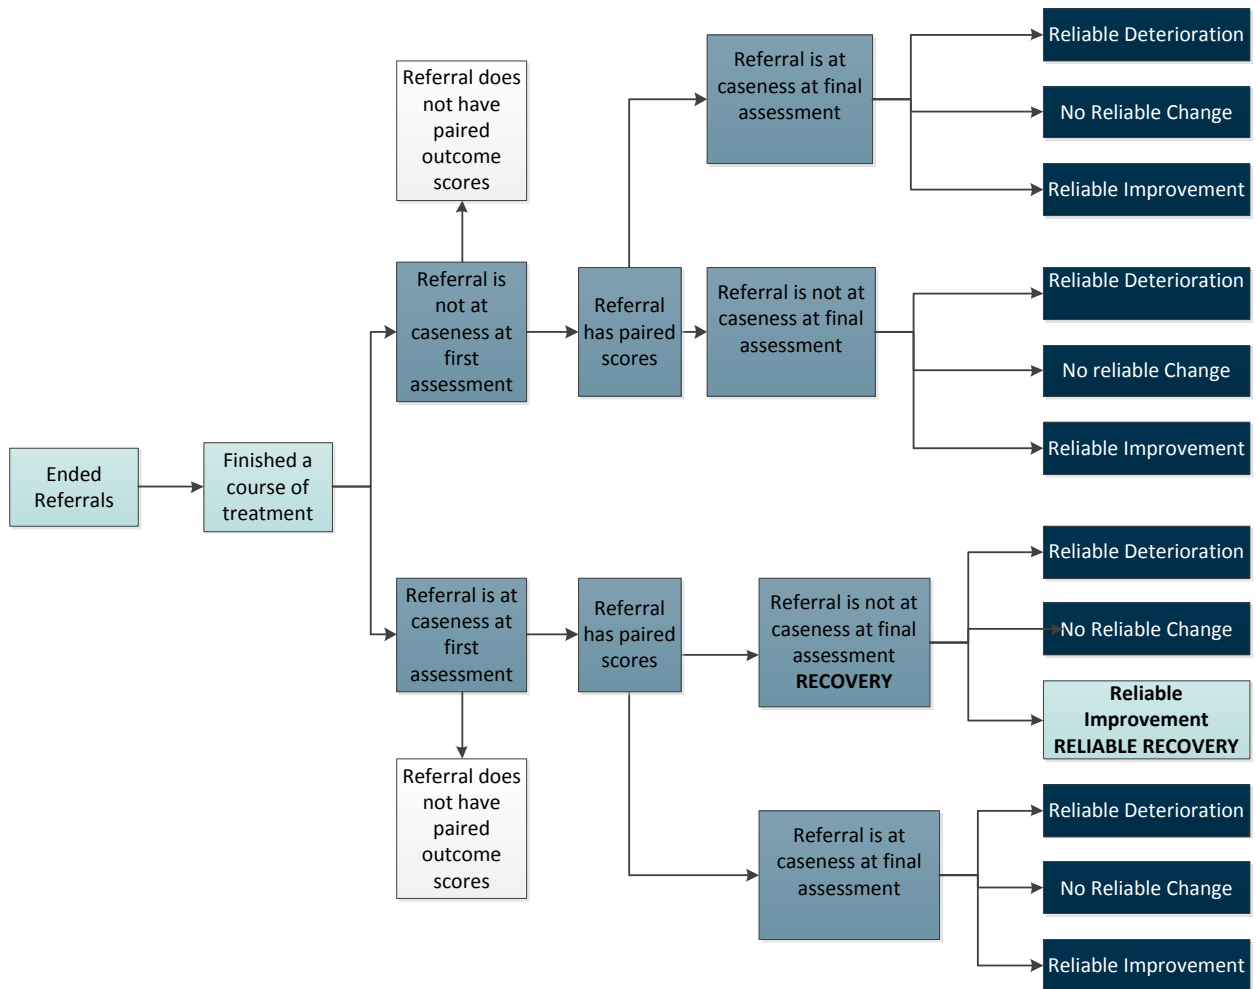 Ended
Referrals
Finished a
course of
treatment
Referral does
not have
paired
outcome
scores
Referral is
not at
caseness at
first
assessment
Referral
has paired
scores
Referral is at
caseness at final
assessment
Reliable Deterioration
No Reliable Change
Reliable Improvement
Referral is not at
caseness at final
assessment
Reliable Deterioration
No reliable Change
Reliable Improvement
Referral is at
caseness at
first
assessment
Referral does
not have
paired
outcome
scores
Referral
has paired
scores
Referral is not at
caseness at final
assessment
RECOVERY
Reliable Deterioration
No Reliable Change
Reliable
Improvement
RELIABLE RECOVERY
Referral is at
caseness at final
assessment
Reliable Deterioration
No Reliable Change
Reliable Improvement